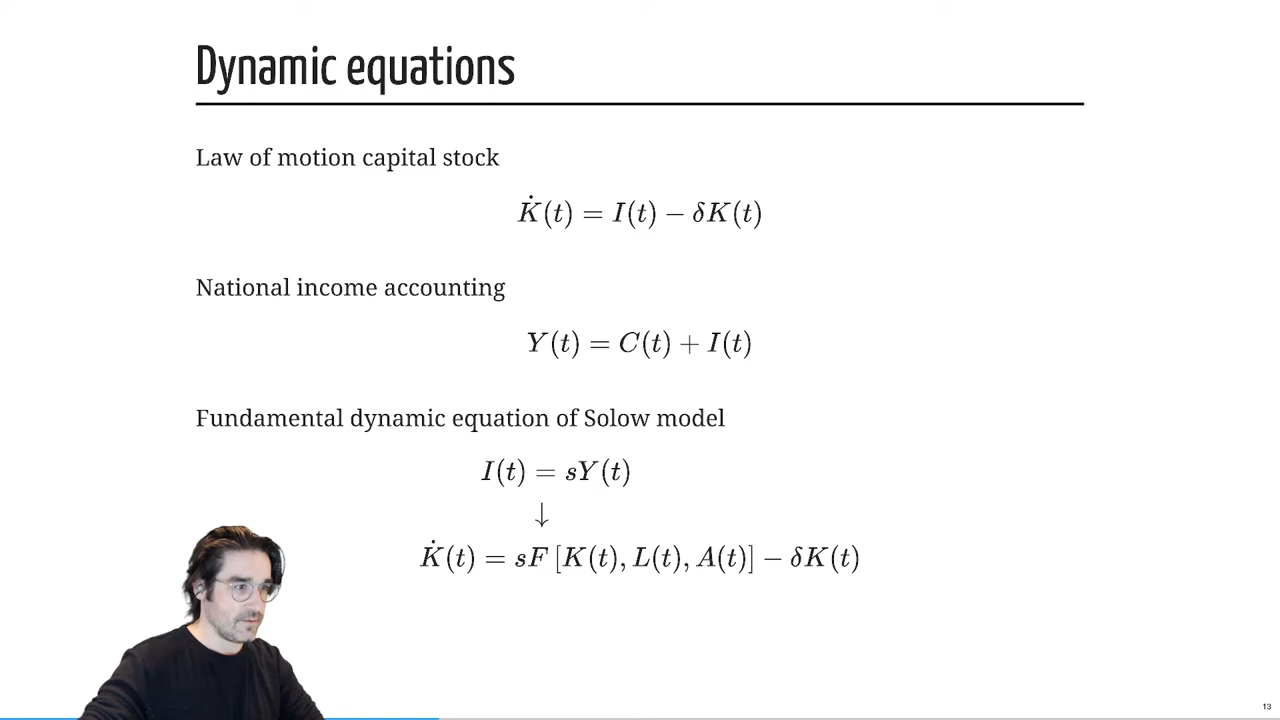 Dynamic equations
Law of motion capital stock
K̇(t) = I(t) − δK(t)
National income accounting
Y(t) = C(t) + I(t)
Fundamental dynamic equation of Solow model
I(t) = sY(t)
↓
K̇(t) = sF [K(t), L(t), A(t)] − δK(t)
13